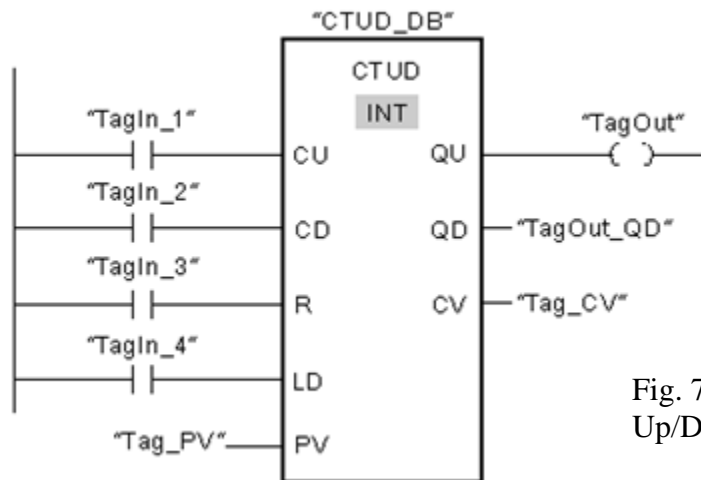 "CTUD_DB"
CTUD
INT
"TagIn_1"
CU
QU
"TagOut"
"TagIn_2"
CD
QD
"TagOut_QD"
"TagIn_3"
R
CV
"Tag_CV"
"TagIn_4"
LD
"Tag_PV"
PV
Fig. 7
Up/D